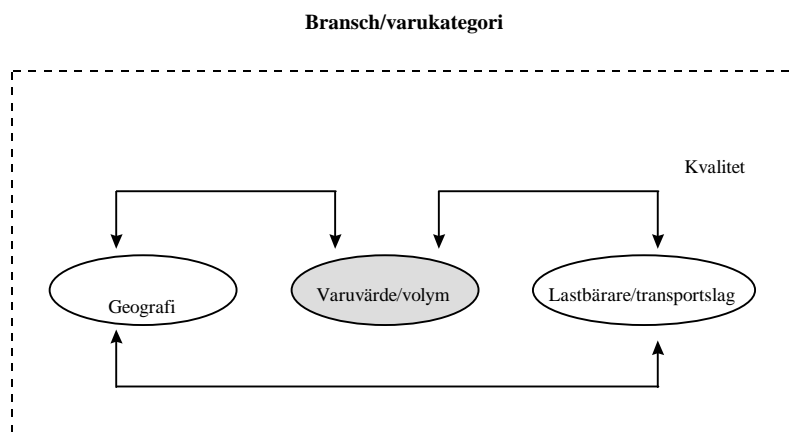 Bransch/varukategori
Kvalitet
Geografi
Varuvärde/volym
Lastbärare/transportslag